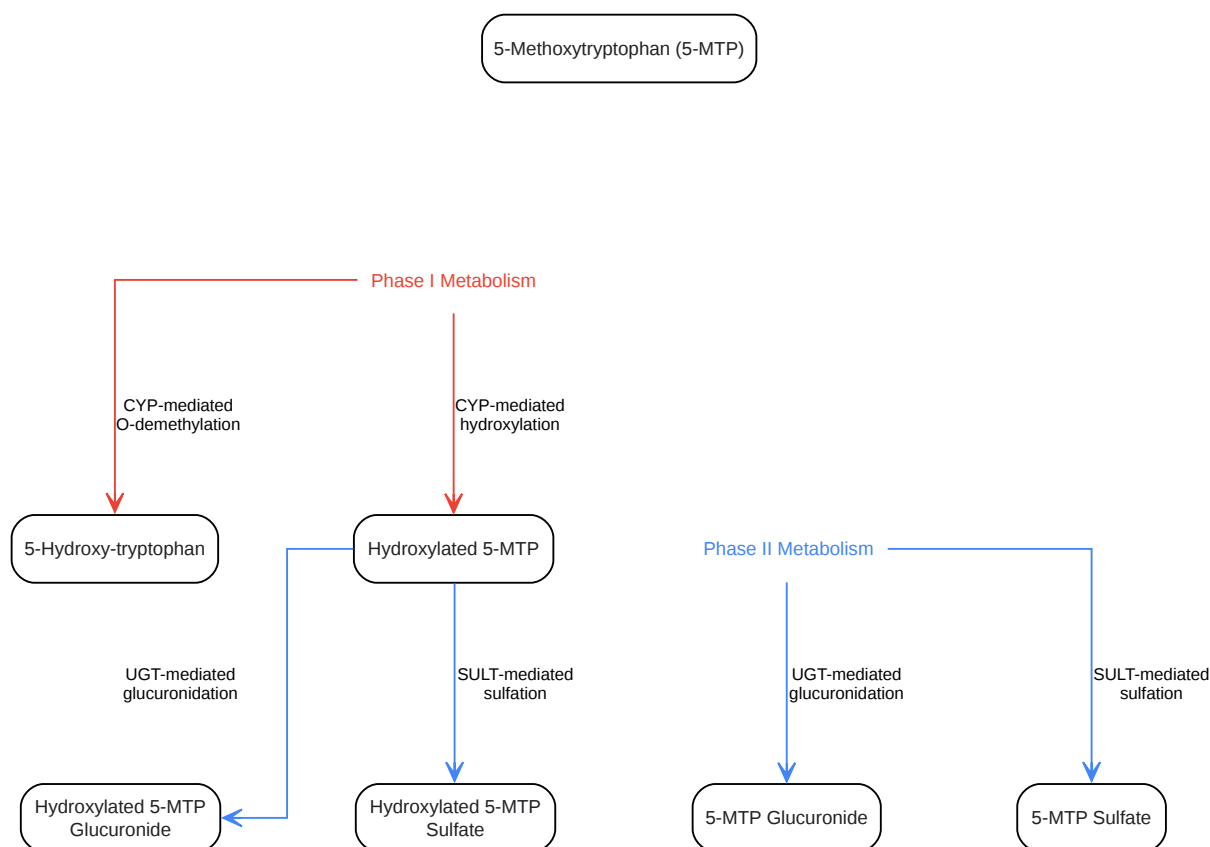 5-Methoxytryptophan (5-MTP)
Phase I Metabolism
CYP-mediated
O-demethylation
CYP-mediated
hydroxylation
5-Hydroxy-tryptophan
Hydroxylated 5-MTP
Phase II Metabolism
UGT-mediated
glucuronidation
SULT-mediated
sulfation
UGT-mediated
glucuronidation
SULT-mediated
sulfation
Hydroxylated 5-MTP
Glucuronide
Hydroxylated 5-MTP
Sulfate
5-MTP Glucuronide
5-MTP Sulfate